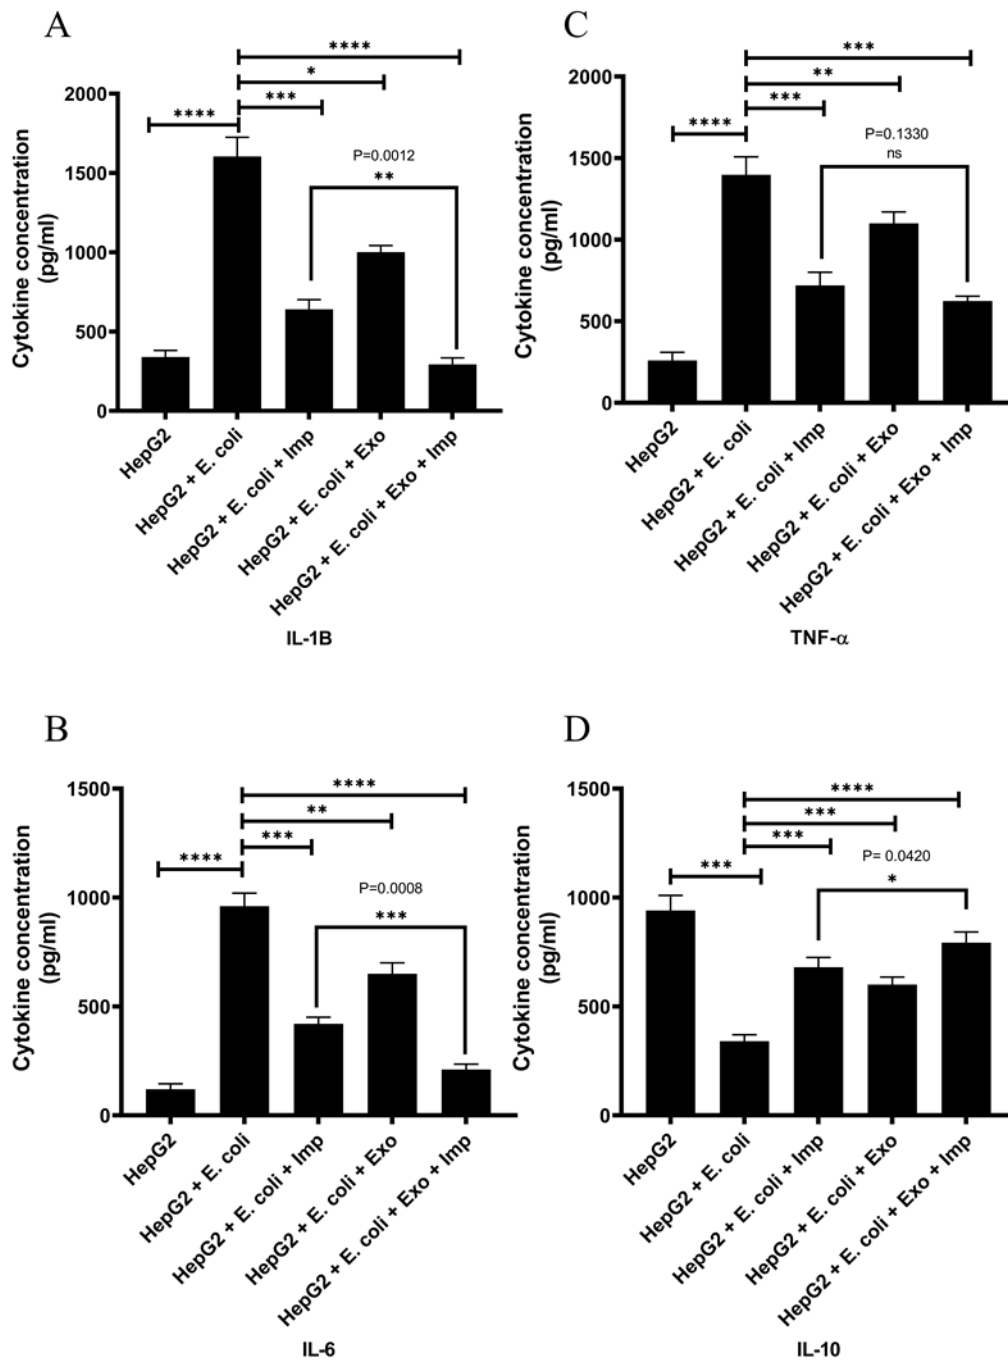 A
****
*
***
****
2000
1500
1000
500
0
P=0.0012
**
Cytokine concentration
(pg/ml)
HepG2
HepG2 + E. coli
HepG2 + E. coli + Imp
HepG2 + E. coli + Exo
HepG2 + E. coli + Exo + Imp
IL-1B
C
***
**
***
****
2000
1500
1000
500
0
P=0.1330
ns
Cytokine concentration
(pg/ml)
HepG2
HepG2 + E. coli
HepG2 + E. coli + Imp
HepG2 + E. coli + Exo
HepG2 + E. coli + Exo + Imp
TNF-α
B
****
**
***
****
1500
1000
500
0
P=0.0008
***
Cytokine concentration
(pg/ml)
HepG2
HepG2 + E. coli
HepG2 + E. coli + Imp
HepG2 + E. coli + Exo
HepG2 + E. coli + Exo + Imp
IL-6
D
****
***
***
***
1500
1000
500
0
P= 0.0420
*
Cytokine concentration
(pg/ml)
HepG2
HepG2 + E. coli
HepG2 + E. coli + Imp
HepG2 + E. coli + Exo
HepG2 + E. coli + Exo + Imp
IL-10